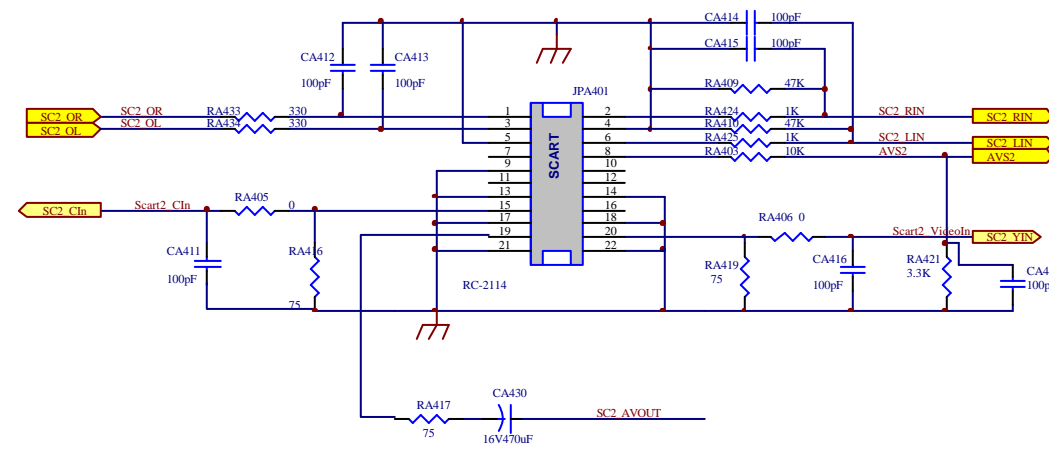 CA414 100pF
CA412 CA413 CA415 100pF
100pF 100pF RA409 47K
JPA401
SC2_OR SC2_OR RA433 330 1 2 RA424 1K SC2_RIN SC2_RIN
SC2_OL SC2_OL RA434 330 3 4 RA410 47K
5 6 RA425 1K SC2_LIN SC2_LIN
7 8 RA403 10K AVS2 AVS2
SCART
9 10
11 12
13 14
SC2_CIn Scart2_CIn RA405 0 15 16
17 18 RA406 0
19 20 Scart2_VideoIn SC2_YIN
21 22
CA411 RA416 RA419 CA416 RA421
100pF 75 75 100pF 3.3K
RC-2114
RA417 CA430 SC2_AVOUT
75 16V470uF